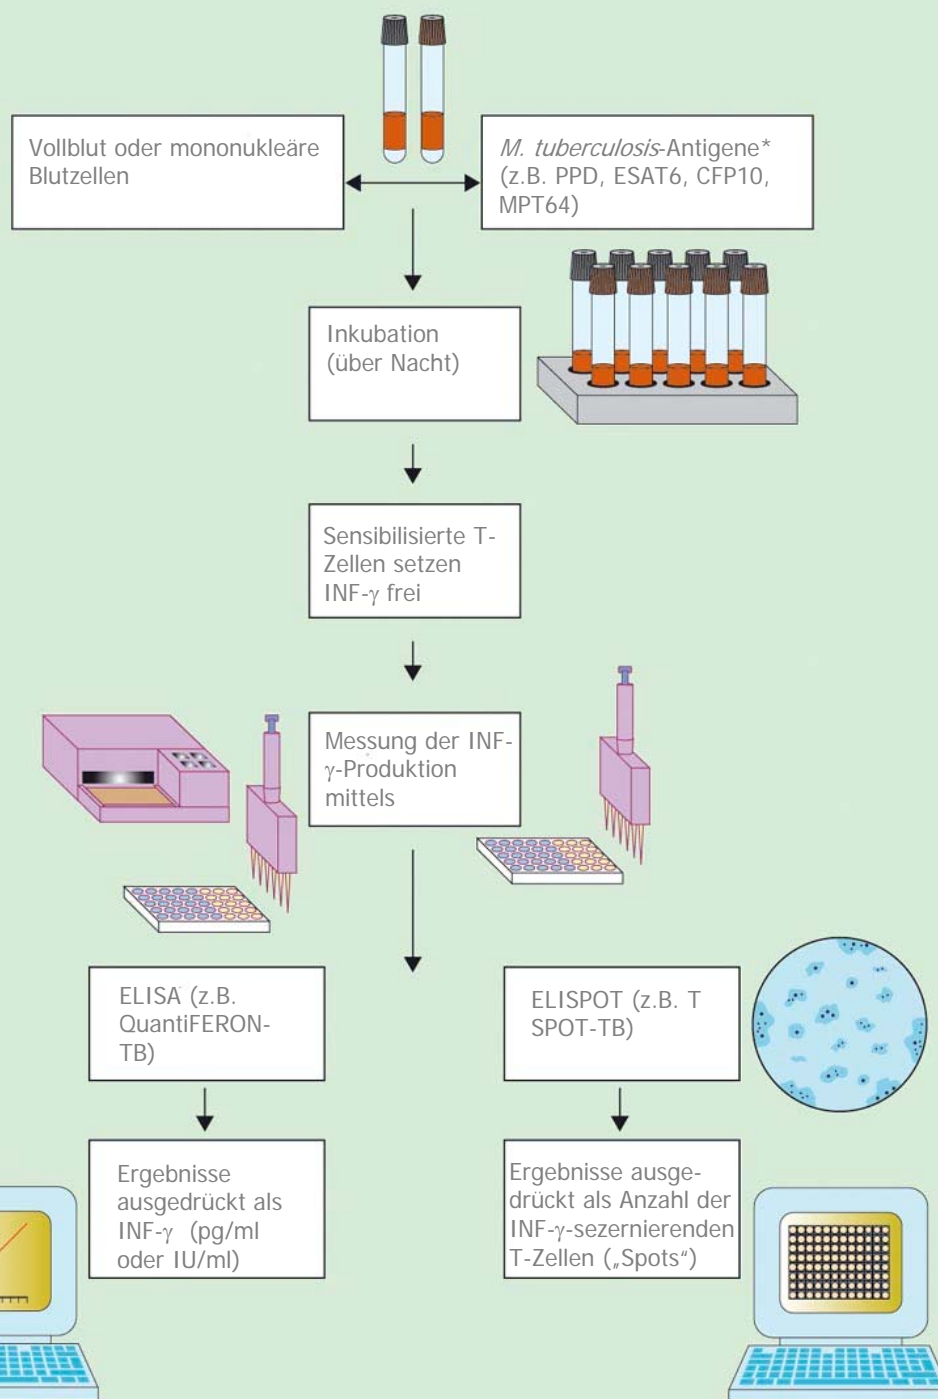 Vollblut oder mononukleäre
Blutzellen
M. tuberculosis-Antigene*
(z.B. PPD, ESAT6, CFP10,
MPT64)
Inkubation
(über Nacht)
Sensibilisierte T-
Zellen setzen
INF-γ frei
Messung der INF-
γ-Produktion
mittels
ELISA (z.B.
QuantiFERON-
TB)
ELISPOT (z.B. T
SPOT-TB)
Ergebnisse
ausgedrückt als
INF-γ (pg/ml
oder IU/ml)
Ergebnisse ausge-
drückt als Anzahl der
INF-γ-sezernierenden
T-Zellen („Spots“)